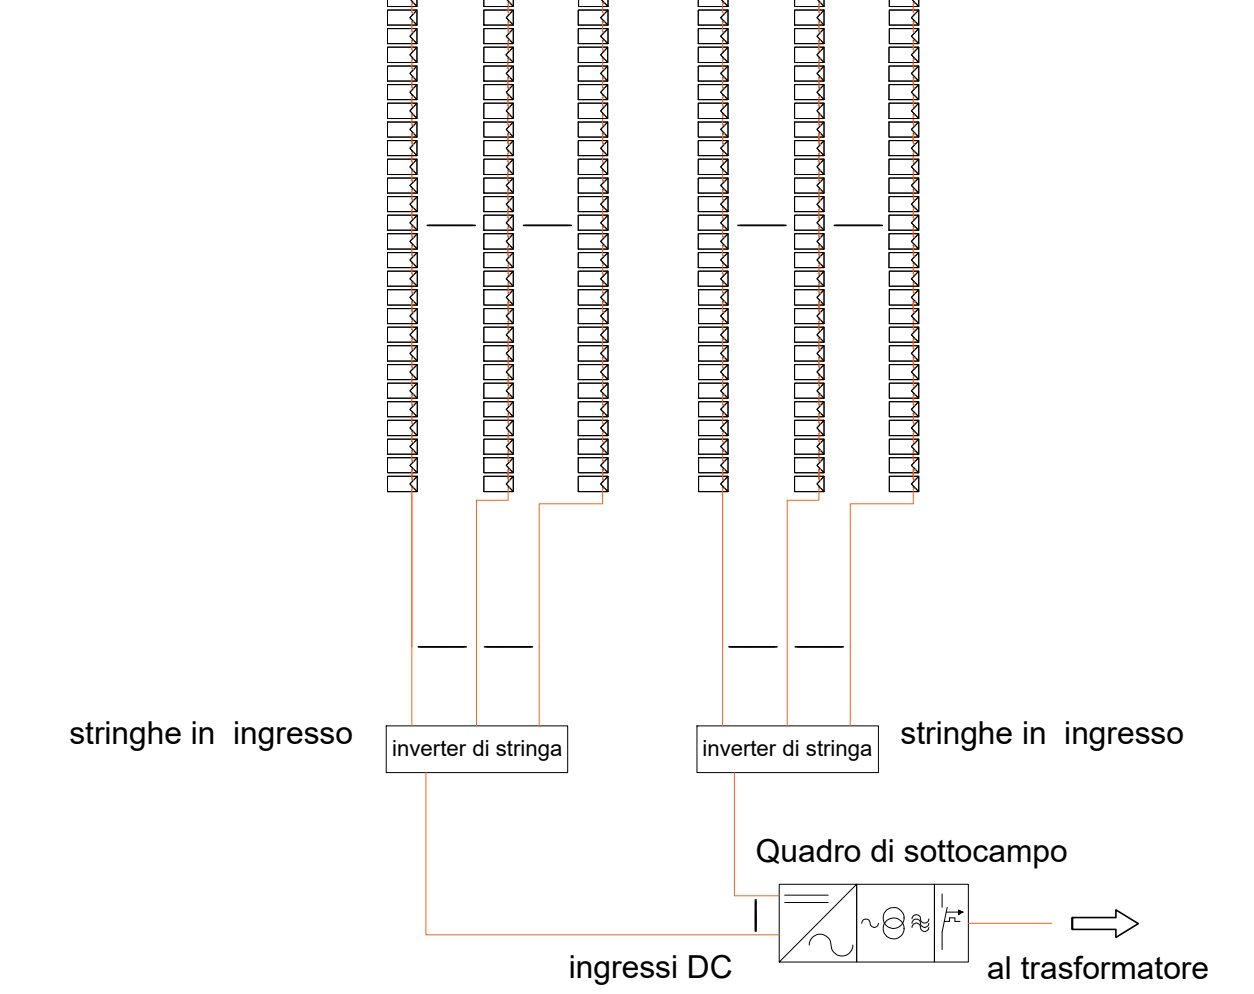 stringhe in  ingresso
inverter di stringa
inverter di stringa
stringhe in  ingresso
Quadro di sottocampo
ingressi DC
al trasformatore